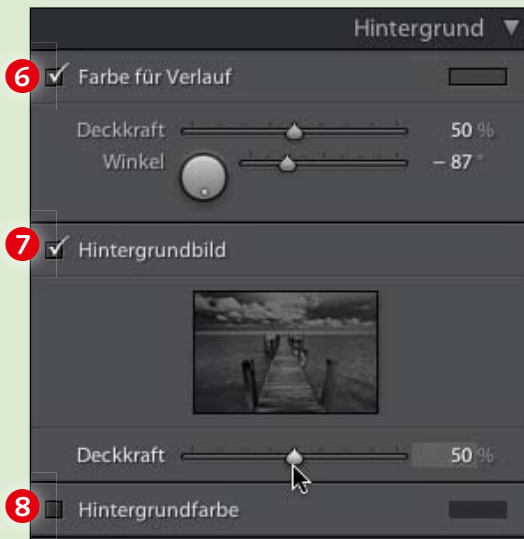 Hintergrund ▼
6 Farbe für Verlauf
Deckkraft 50 %
Winkel – 87 °
7 Hintergrundbild
Deckkraft 50 %
8 Hintergrundfarbe